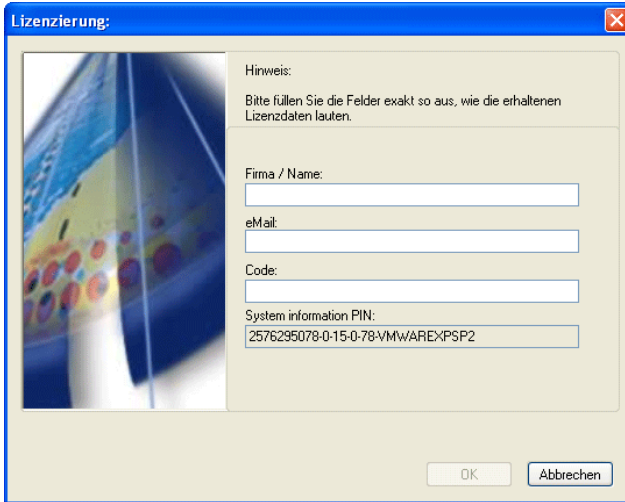 Lizenzierung:
Hinweis:
Bitte füllen Sie die Felder exakt so aus, wie die erhaltenen
Lizenzdaten lauten.
Firma / Name:
eMail:
Code:
System information PIN:
2576295078-0-15-0-78-VMWAREXPSP2
OK
Abbrechen